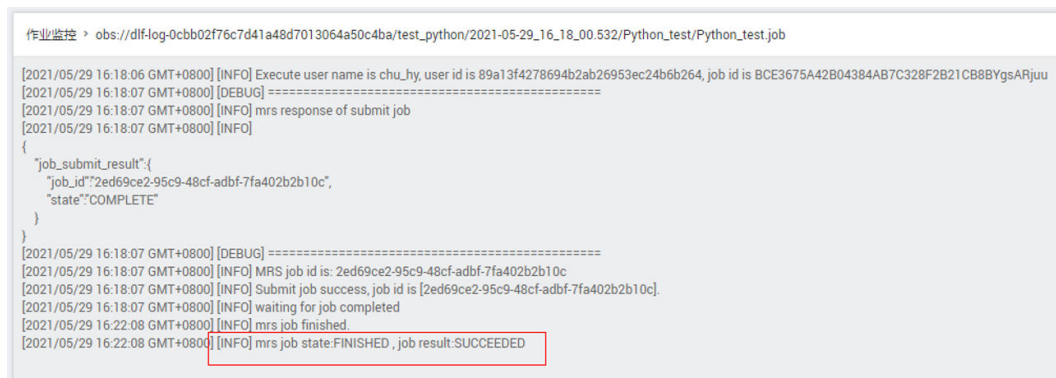 作业监控 > obs://dlf-log-0cbb02f76c7d41a48d7013064a50c4ba/test_python/2021-05-29_16_18_00.532/Python_test/Python_test.job
[2021/05/29 16:18:06 GMT+0800] [INFO] Execute user name is chu_hy, user id is 89a13f4278694b2ab26953ec24b6b264, job id is BCE3675A42B04384AB7C328F2B21CB8BYgsARjuu
[2021/05/29 16:18:07 GMT+0800] [DEBUG] ===============================================
[2021/05/29 16:18:07 GMT+0800] [INFO] mrs response of submit job
[2021/05/29 16:18:07 GMT+0800] [INFO]
{
"job_submit_result":{
"job_id":"2ed69ce2-95c9-48cf-adbf-7fa402b2b10c",
"state":"COMPLETE"
}
}
[2021/05/29 16:18:07 GMT+0800] [DEBUG] ===============================================
[2021/05/29 16:18:07 GMT+0800] [INFO] MRS job id is: 2ed69ce2-95c9-48cf-adbf-7fa402b2b10c
[2021/05/29 16:18:07 GMT+0800] [INFO] Submit job success, job id is [2ed69ce2-95c9-48cf-adbf-7fa402b2b10c].
[2021/05/29 16:18:07 GMT+0800] [INFO] waiting for job completed
[2021/05/29 16:22:08 GMT+0800] [INFO] mrs job finished.
[2021/05/29 16:22:08 GMT+0800] [INFO] mrs job state:FINISHED , job result:SUCCEEDED